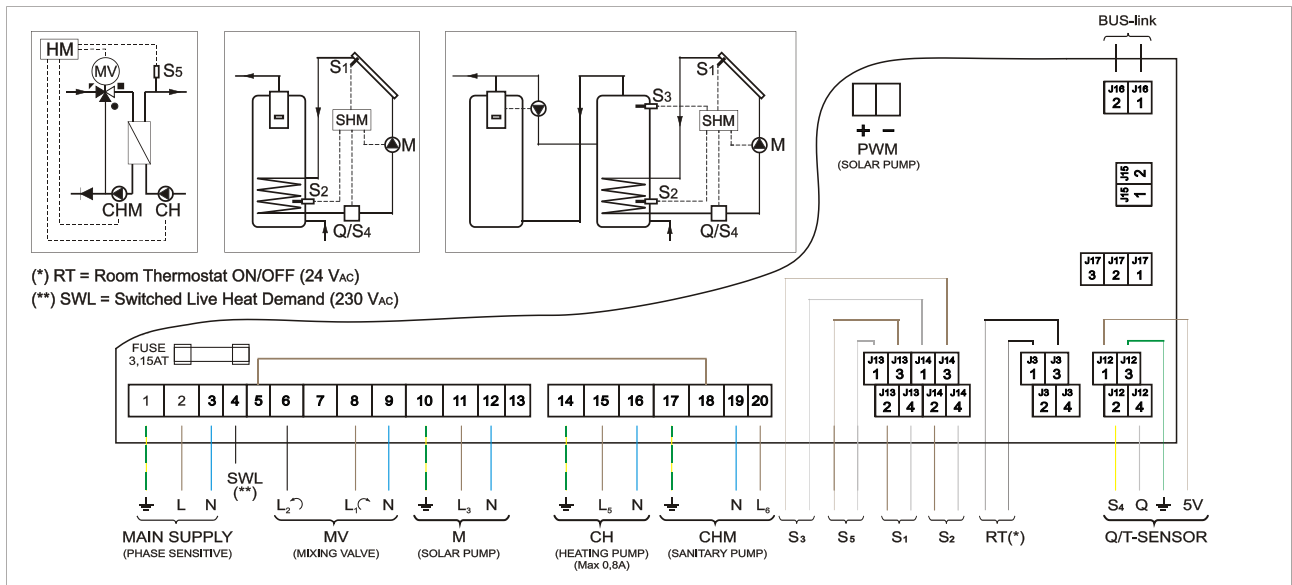 BUS-link
HM
MV
S5
CHM CH
S1
SHM
M
S2
Q/S4
S1
S3
SHM
M
S2
Q/S4
+ −
PWM
(SOLAR PUMP)
J16 J16
2 1
J15 J15
1 2
J17 J17 J17
3 2 1
(*) RT = Room Thermostat ON/OFF (24 VAC)
(**) SWL = Switched Live Heat Demand (230 VAC)
FUSE
3,15AT
J13 J13 J14 J14
1 3 1 3
J13 J13 J14 J14
2 4 2 4
J3 J3
1 3
J3 J3
2 4
J12 J12
1 3
J12 J12
2 4
1 2 3 4 5 6 7 8 9 10 11 12 13 14 15 16 17 18 19 20
SWL
(**)
L N L2 L1 N L3 N L5 N N L6 S4 Q 5V
MAIN SUPPLY
(PHASE SENSITIVE)
MV
(MIXING VALVE)
M
(SOLAR PUMP)
CH
(HEATING PUMP)
(Max 0,8A)
CHM
(SANITARY PUMP)
S3 S5 S1 S2 RT(*)
Q/T-SENSOR